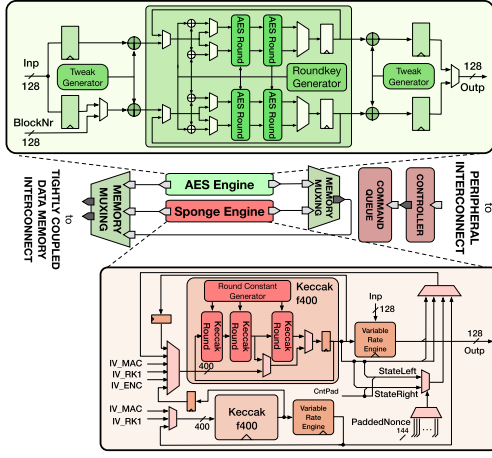 AES Round
AES Round
Inp
128
Tweak
Generator
Roundkey
Generator
Tweak
Generator
128
Outp
BlockNr
128
AES Round
AES Round
TIGHTLY COUPLED
DATA MEMORY
INTERCONNECT
to
MEMORY
MUXING
AES Engine
Sponge Engine
MEMORY
MUXING
COMMAND
QUEUE
CONTROLLER
to
PERIPHERAL
INTERCONNECT
Keccak
f400
Round Constant
Generator
Keccak
Round
Keccak
Round
Keccak
Round
Inp
128
Variable
Rate
Engine
128
Outp
400
IV_MAC
IV_RK1
IV_ENC
StateLeft
StateRight
CntPad
IV_MAC
IV_RK1
400
Keccak
f400
Variable
Rate
Engine
PaddedNonce
144
...